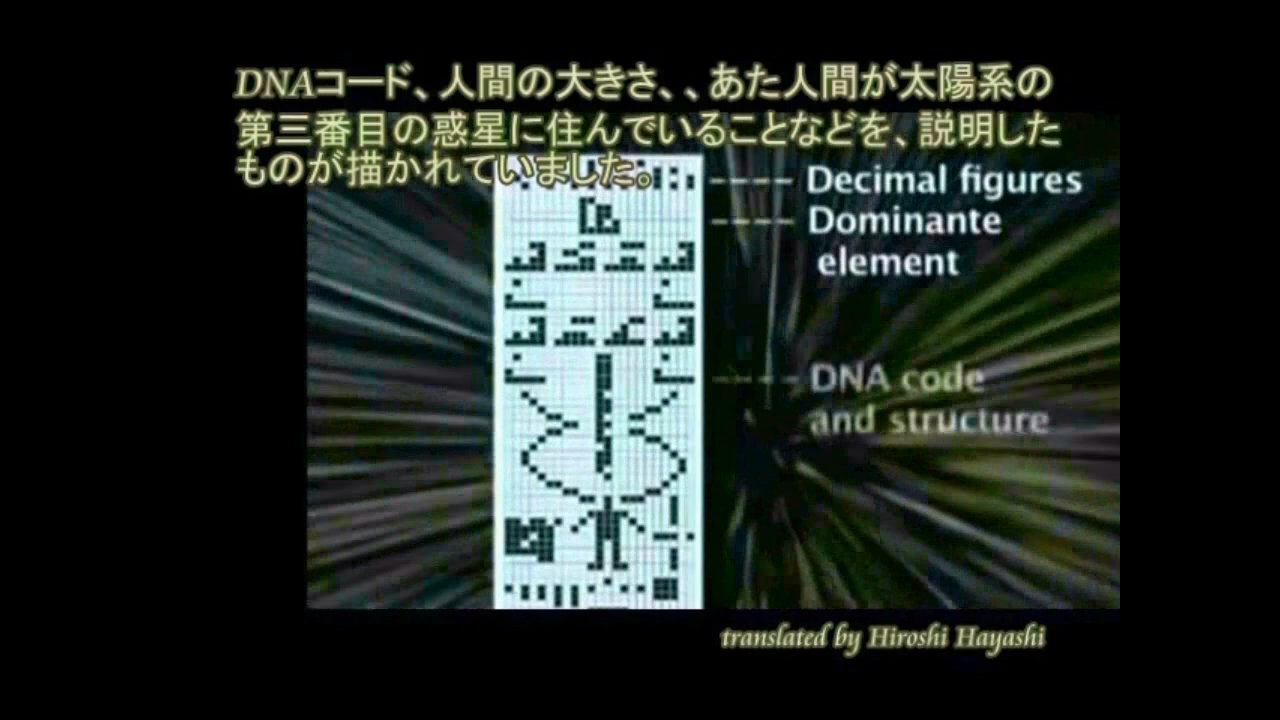 DNAコード、人間の大きさ、、あた人間が太陽系の
第三番目の惑星に住んでいることなどを、説明した
ものが描かれていました。
Decimal figures
Dominante
element
DNA code
and structure
translated by Hiroshi Hayashi